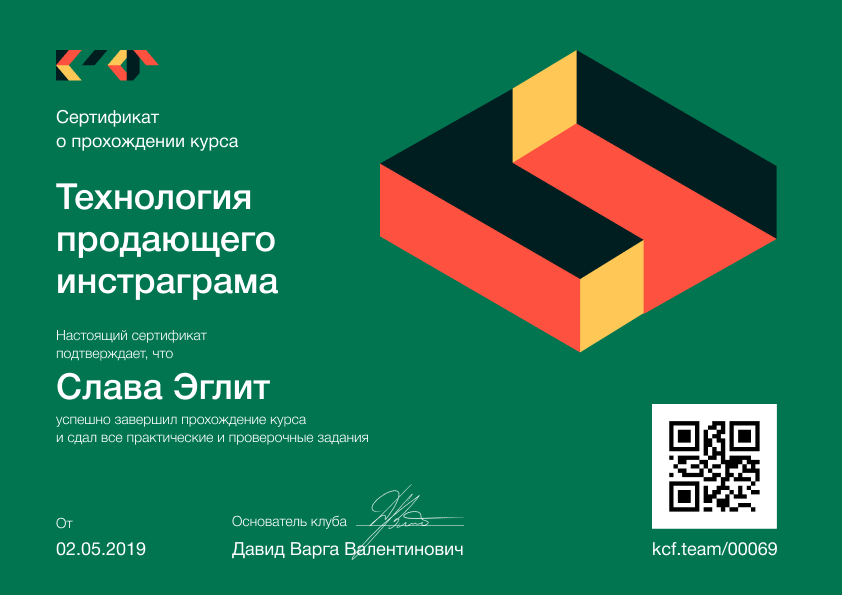 Сертификат
о прохождении курса
Технология
продающего
инстраграма
Настоящий сертификат
подтверждает, что
Слава Эглит
успешно завершил прохождение курса
и сдал все практические и проверочные задания
От
02.05.2019
Основатель клуба
Давид Варга Валентинович
kcf.team/00069